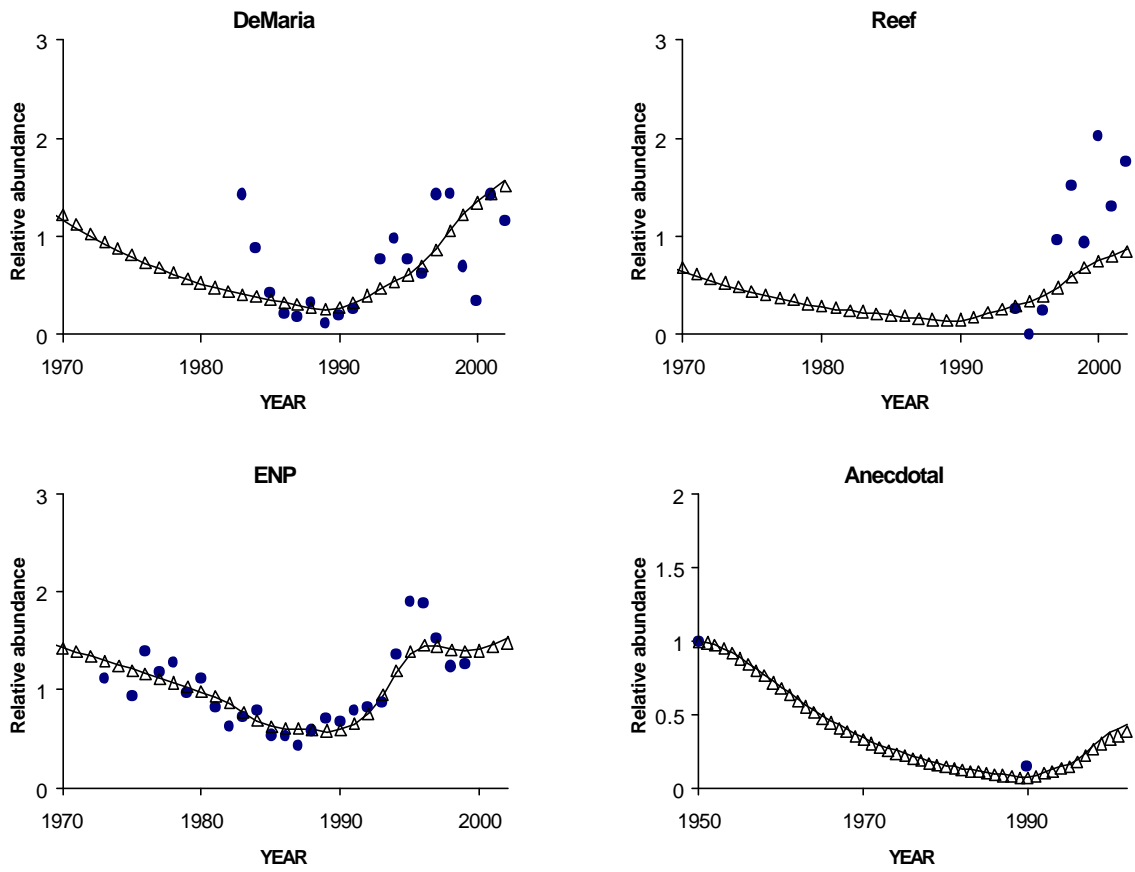 DeMaria
3
2
1
0
Relative abundance
1970 1980 1990 2000
YEAR
Reef
3
2
1
0
Relative abundance
1970 1980 1990 2000
YEAR
ENP
3
2
1
0
Relative abundance
1970 1980 1990 2000
YEAR
Anecdotal
2
1.5
1
0.5
0
Relative abundance
1950 1970 1990
YEAR